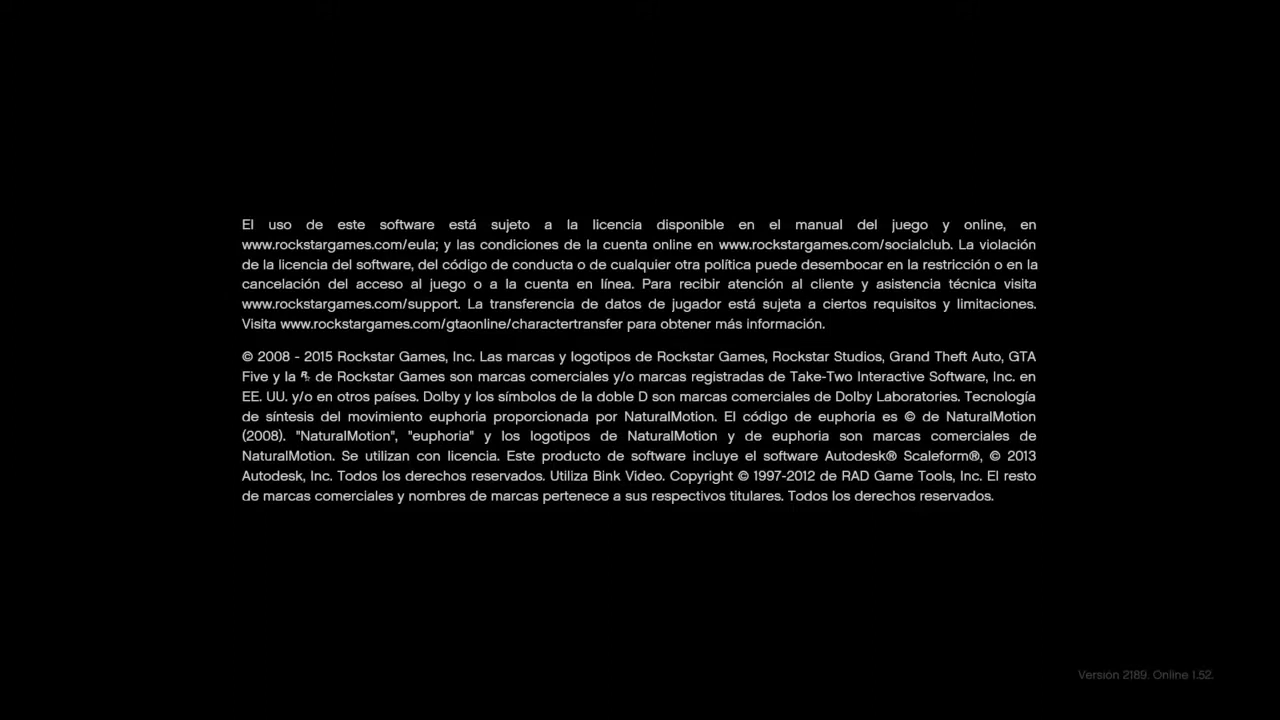 El uso de este software está sujeto a la licencia disponible en el manual del juego y online, en
www.rockstargames.com/eula; y las condiciones de la cuenta online en www.rockstargames.com/socialclub. La violación
de la licencia del software, del código de conducta o de cualquier otra política puede desembocar en la restricción o en la
cancelación del acceso al juego o a la cuenta en línea. Para recibir atención al cliente y asistencia técnica visita
www.rockstargames.com/support. La transferencia de datos de jugador está sujeta a ciertos requisitos y limitaciones.
Visita www.rockstargames.com/gtaonline/charactertransfer para obtener más información.
© 2008 - 2015 Rockstar Games, Inc. Las marcas y logotipos de Rockstar Games, Rockstar Studios, Grand Theft Auto, GTA
Five y la R* de Rockstar Games son marcas comerciales y/o marcas registradas de Take-Two Interactive Software, Inc. en
EE. UU. y/o en otros países. Dolby y los símbolos de la doble D son marcas comerciales de Dolby Laboratories. Tecnología
de síntesis del movimiento euphoria proporcionada por NaturalMotion. El código de euphoria es © de NaturalMotion
(2008). "NaturalMotion", "euphoria" y los logotipos de NaturalMotion y de euphoria son marcas comerciales de
NaturalMotion. Se utilizan con licencia. Este producto de software incluye el software Autodesk® Scaleform®, © 2013
Autodesk, Inc. Todos los derechos reservados. Utiliza Bink Video. Copyright © 1997-2012 de RAD Game Tools, Inc. El resto
de marcas comerciales y nombres de marcas pertenece a sus respectivos titulares. Todos los derechos reservados.
Versión 2189. Online 1.52.